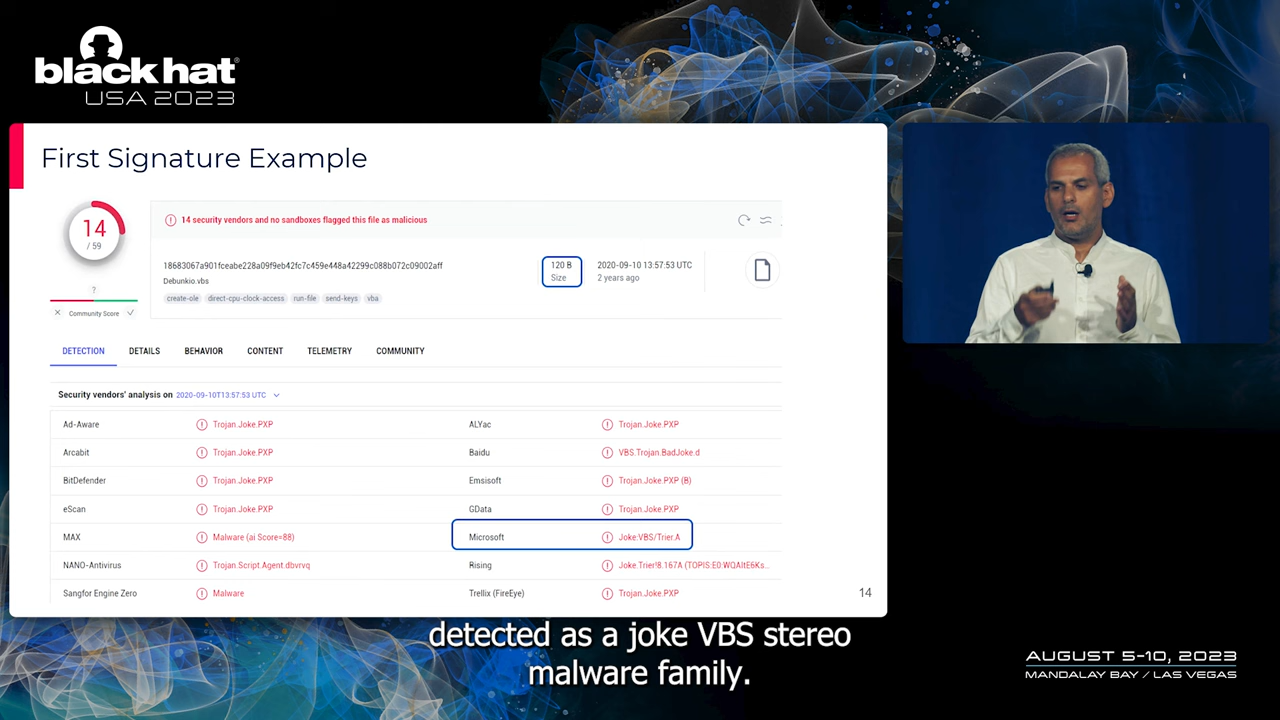 black hat®
USA 2023
First Signature Example
14
/ 59
14 security vendors and no sandboxes flagged this file as malicious
18683067a901fceabe228a09f9eb42fc7c459e448a42299c088b072c09002aff
Debunkio.vbs
create-ole direct-cpu-clock-access run-file send-keys vba
120 B
Size
2020-09-10 13:57:53 UTC
2 years ago
?
Community Score
DETECTION DETAILS BEHAVIOR CONTENT TELEMETRY COMMUNITY
Security vendors' analysis on 2020-09-10T13:57:53 UTC
Ad-Aware Trojan.Joke.PXP ALYac Trojan.Joke.PXP
Arcabit Trojan.Joke.PXP Baidu VBS.Trojan.BadJoke.d
BitDefender Trojan.Joke.PXP Emsisoft Trojan.Joke.PXP (B)
eScan Trojan.Joke.PXP GData Trojan.Joke.PXP
MAX Malware (ai Score=88) Microsoft Joke:VBS/Trier.A
NANO-Antivirus Trojan.Script.Agent.dbvrvq Rising Joke.Trier!8.167A (TOPIS:E0:WQAItE6Ks...
Sangfor Engine Zero Malware Trellix (FireEye) Trojan.Joke.PXP
14
detected as a joke VBS stereo
malware family.
AUGUST 5-10, 2023
MANDALAY BAY / LAS VEGAS